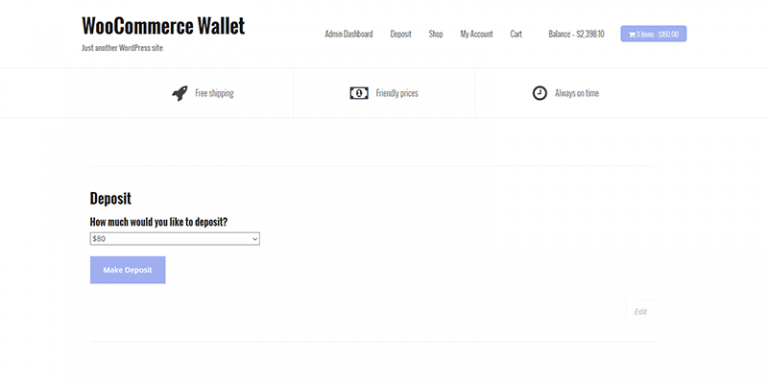 WooCommerce Wallet
Just another WordPress site
Admin Dashboard Deposit Shop My Account Cart Balance - $2,398.10 3 items - $160.00
Free shipping Friendly prices Always on time
Deposit
How much would you like to deposit?
$80
Make Deposit
Edit